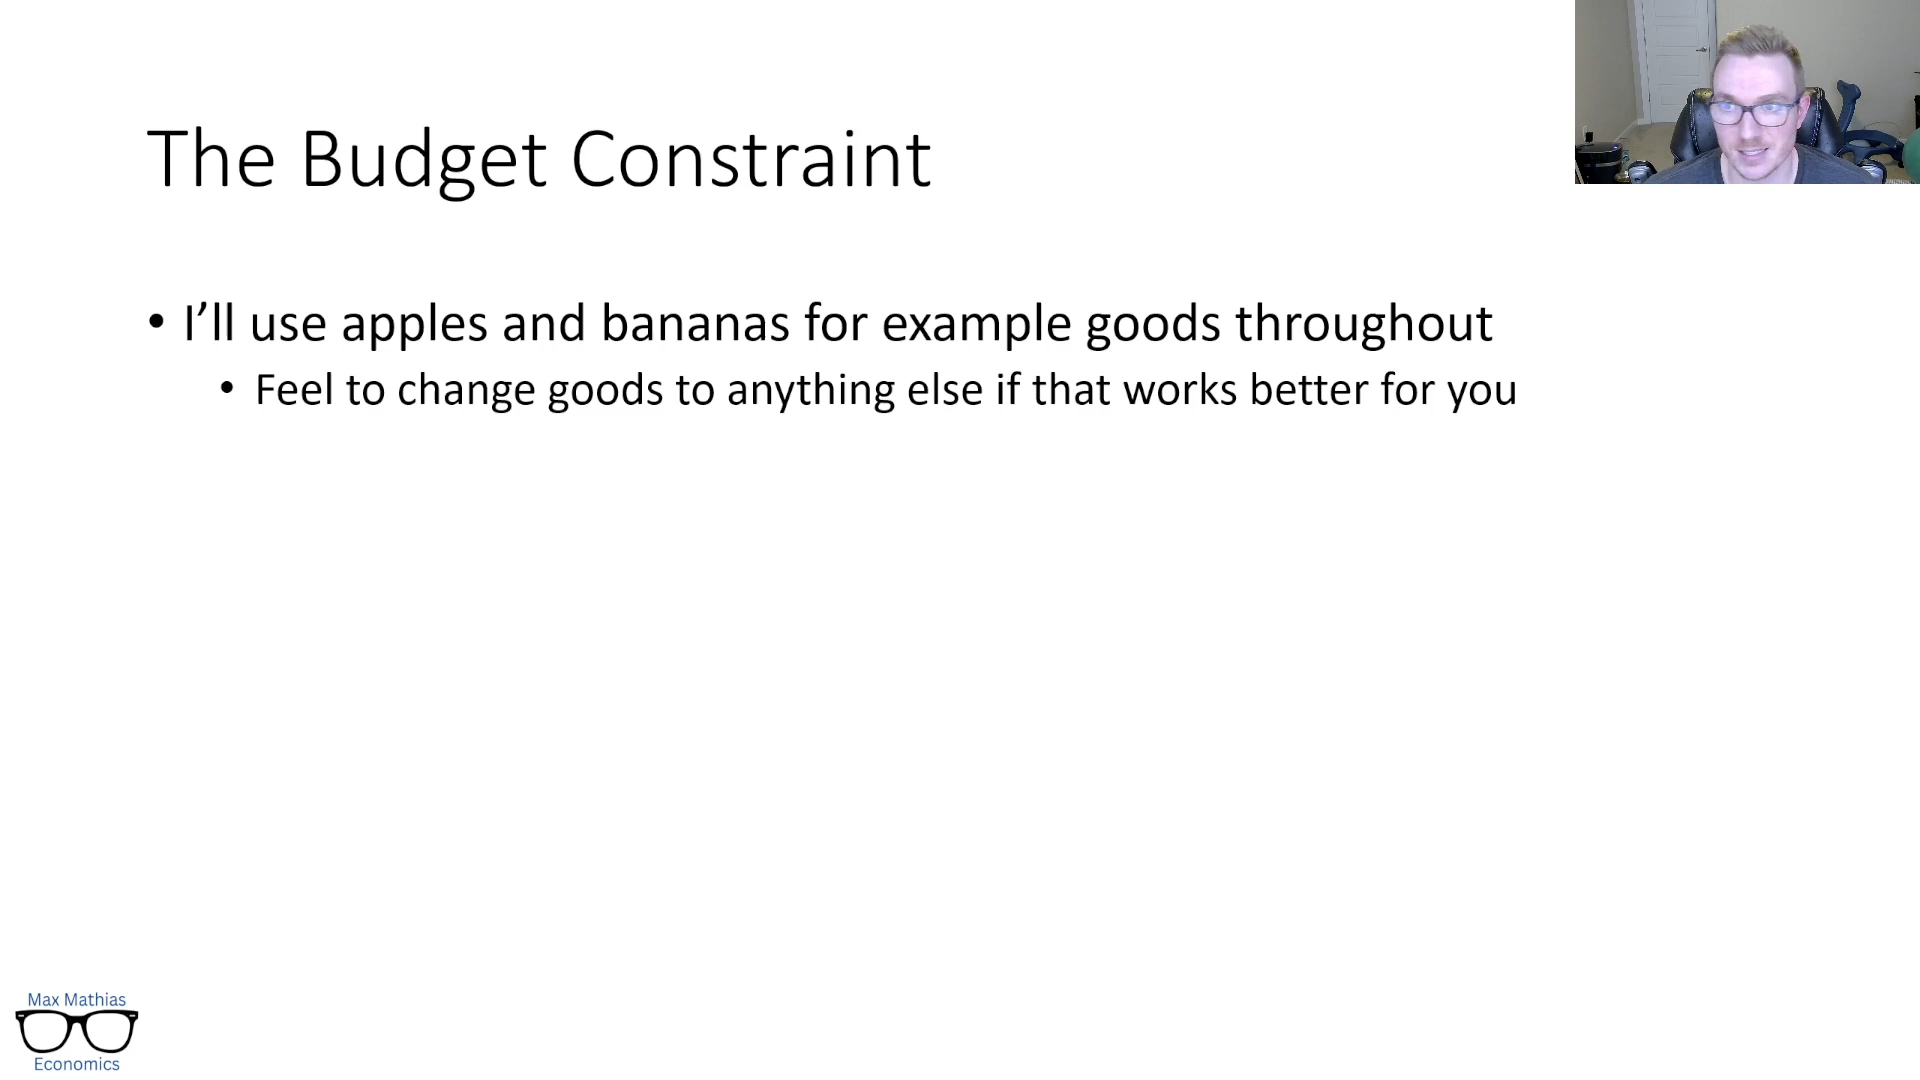 The Budget Constraint
• I’ll use apples and bananas for example goods throughout
• Feel to change goods to anything else if that works better for you
Max Mathias
Economics